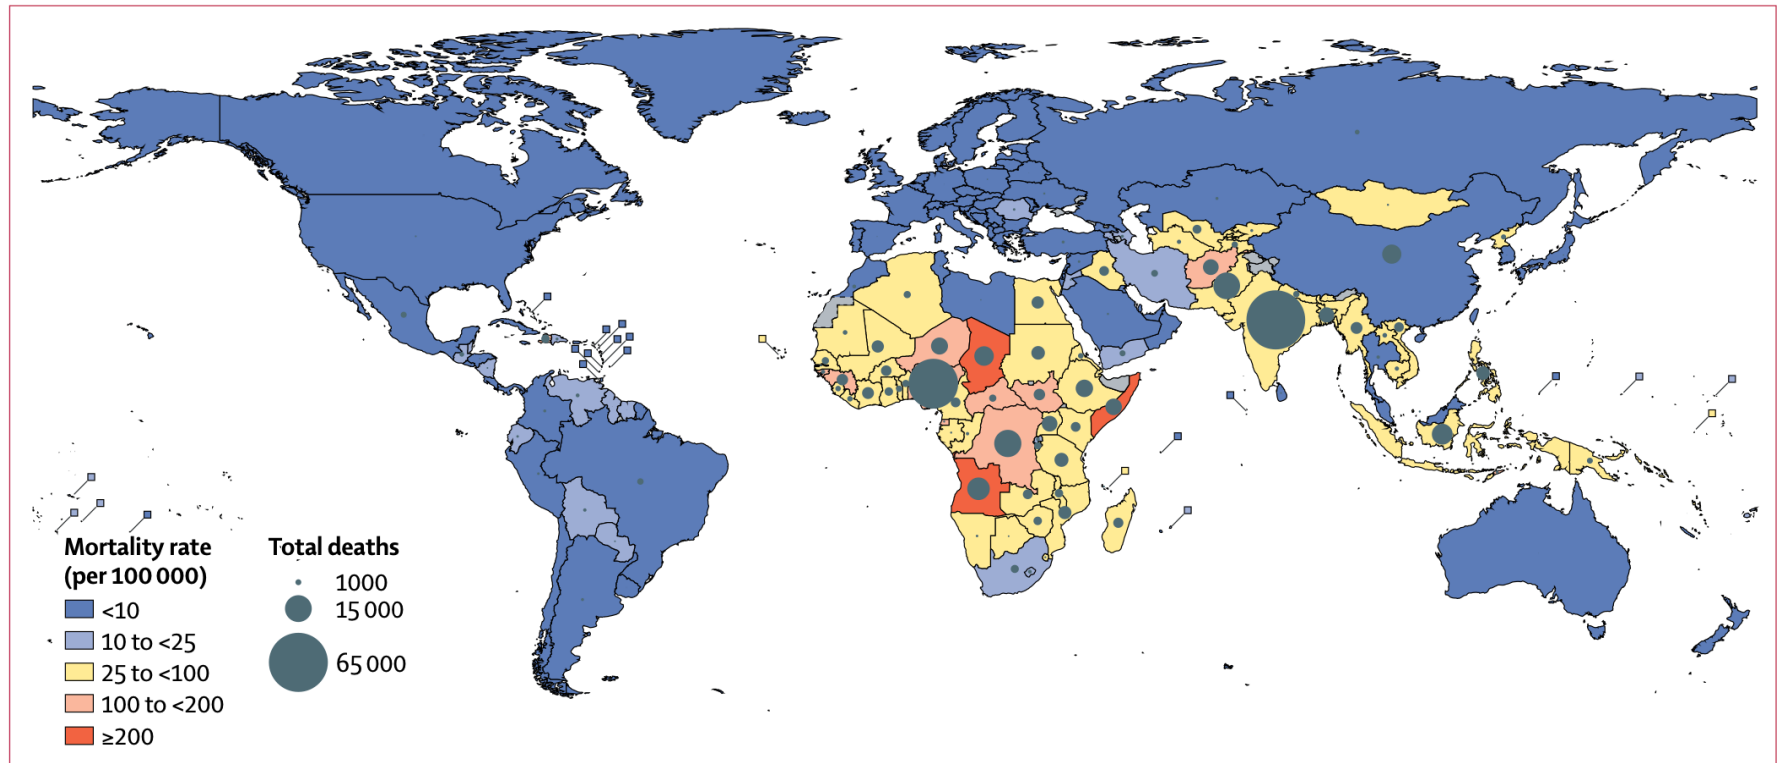 Mortality rate
(per 100 000)
<10
10 to <25
25 to <100
100 to <200
≥200
Total deaths
1000
15 000
65 000